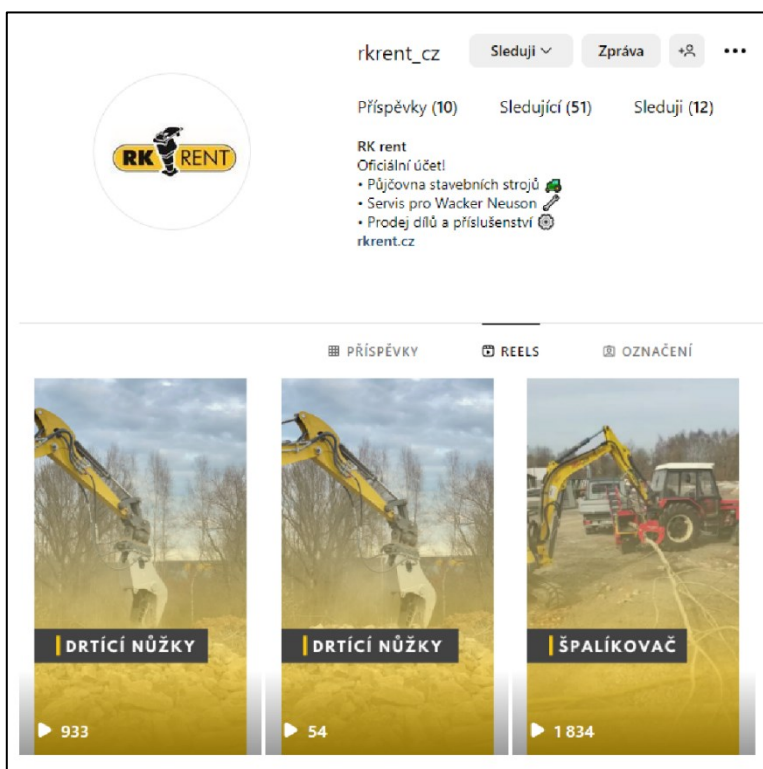 rkrent_cz Sleduji Zpráva
Příspěvky (10) Sledující (51) Sleduji (12)
RK RENT
RK rent
Oficiální účet!
• Půjčovna stavebních strojů
• Servis pro Wacker Neuson
• Prodej dílů a příslušenství
rkrent.cz
PŘÍSPĚVKY REELS OZNAČENÍ
DRTÍCÍ NŮŽKY DRTÍCÍ NŮŽKY ŠPALÍKOVAČ
933 54 1 834